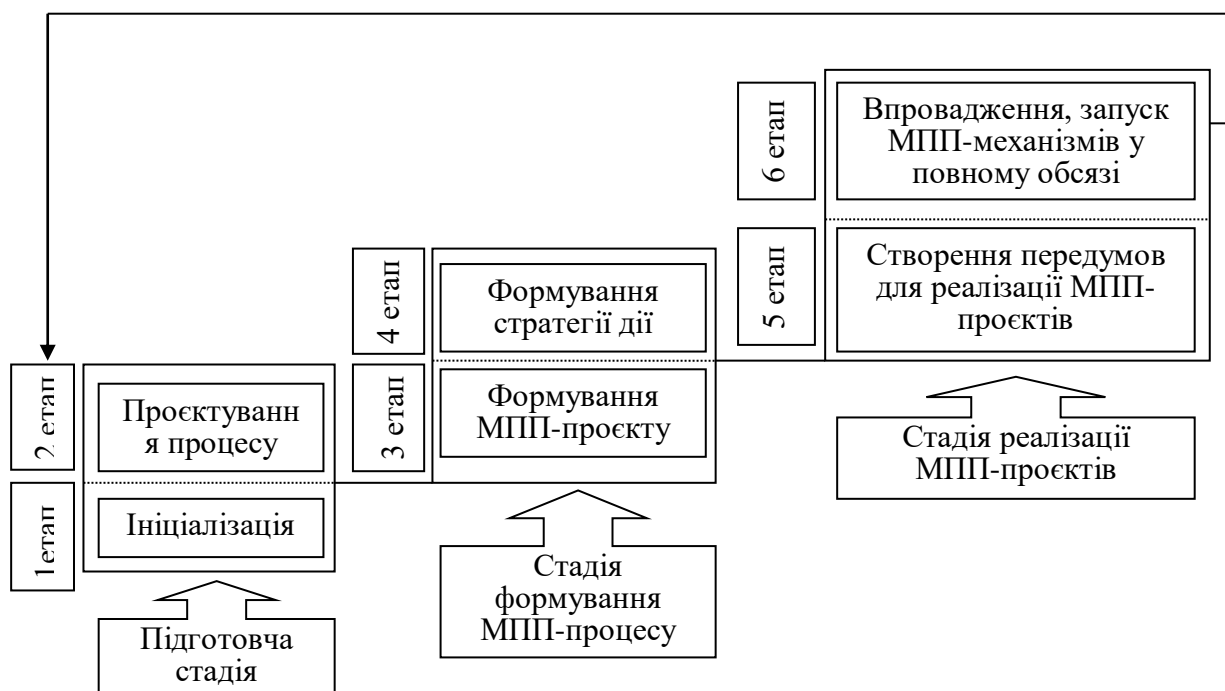 6 етап
Впровадження, запуск
МПП-механізмів у
повному обсязі
5 етап
Створення передумов
для реалізації МПП-
проєктів
4 етап
Формування
стратегії дії
3 етап
Формування
МПП-проєкту
2 етап
Проєктуванн
я процесу
1етап
Ініціалізація
Стадія реалізації
МПП-проєктів
Стадія
формування
МПП-процесу
Підготовча
стадія